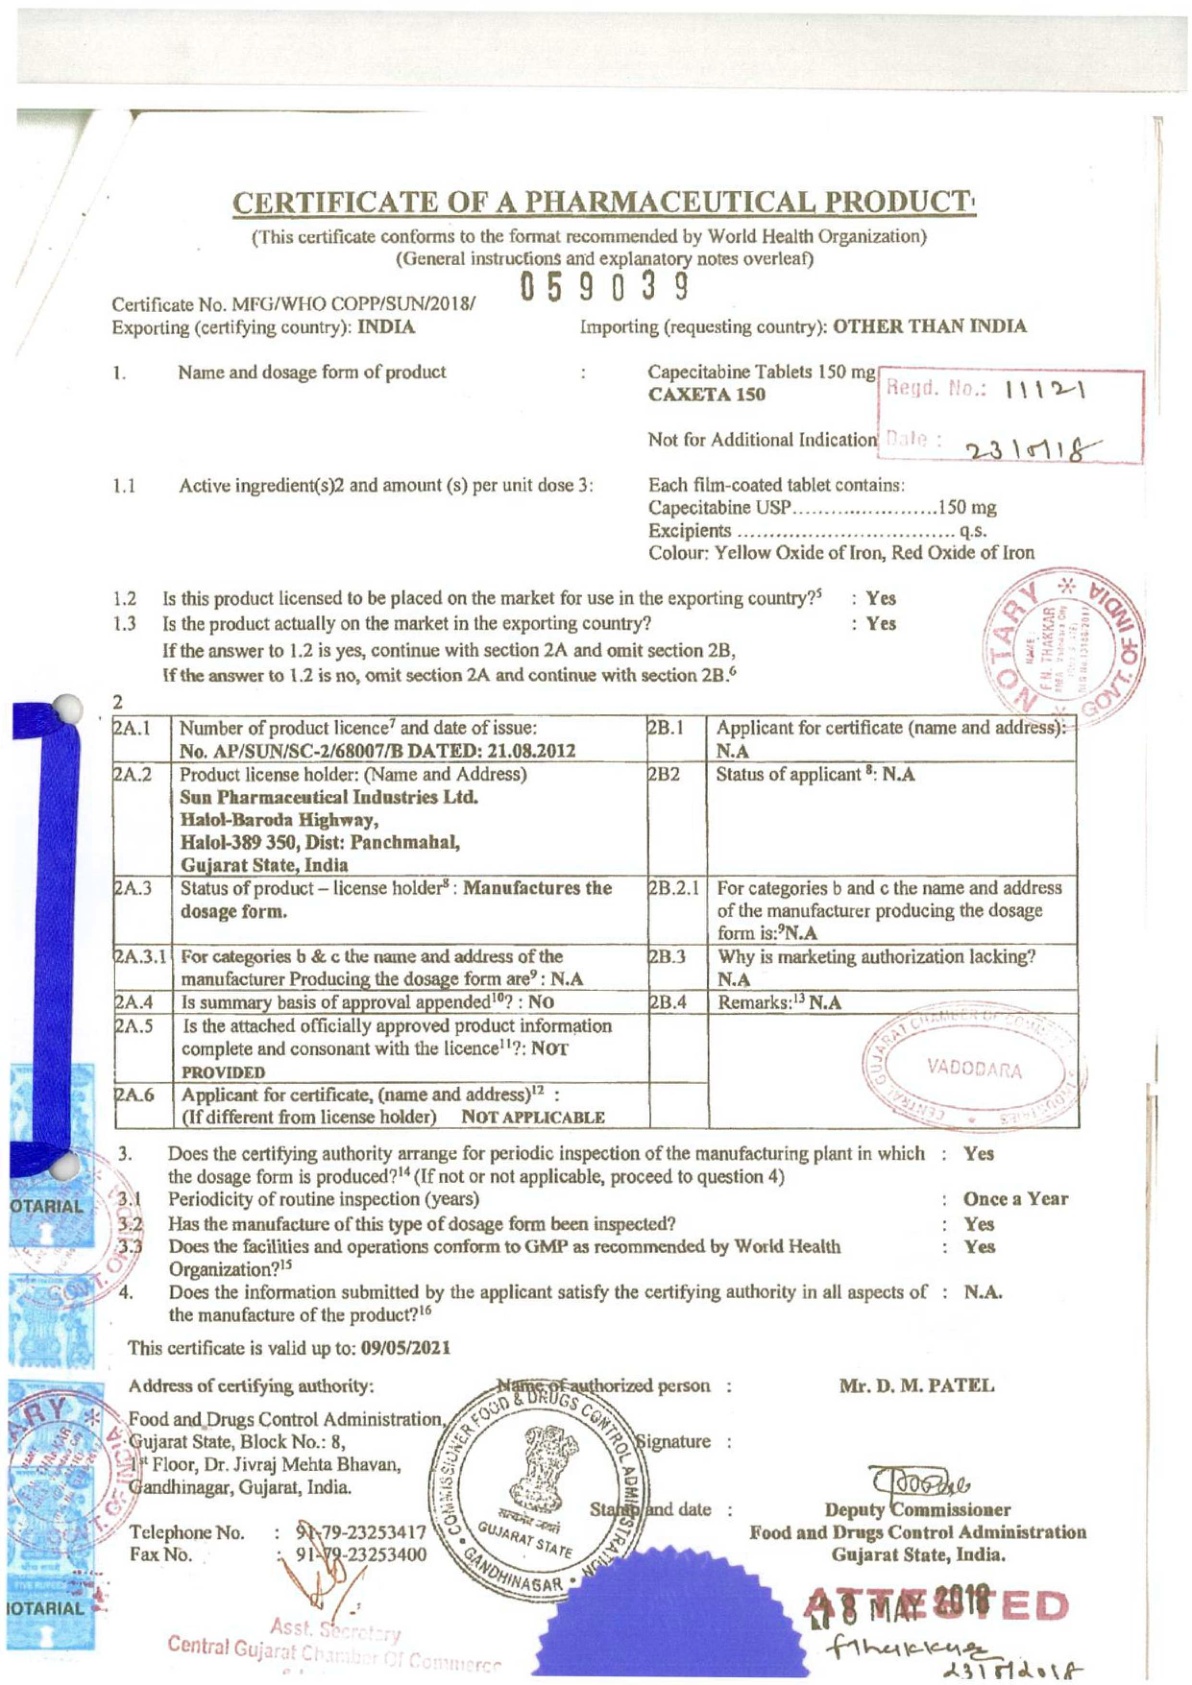 CERTIFICATE OF A PHARMACEUTICAL PRODUCT¹
(This certificate conforms to the format recommended by World Health Organization)
(General instructions and explanatory notes overleaf)
059039
Certificate No. MFG/WHO COPP/SUN/2018/
Exporting (certifying country): INDIA Importing (requesting country): OTHER THAN INDIA
1. Name and dosage form of product : Capecitabine Tablets 150 mg
CAXETA 150
Regd. No.: 11121
Not for Additional Indication
Date : 23/5/18
1.1 Active ingredient(s)2 and amount (s) per unit dose 3: Each film-coated tablet contains:
Capecitabine USP.......................150 mg
Excipients .................................. q.s.
Colour: Yellow Oxide of Iron, Red Oxide of Iron
1.2 Is this product licensed to be placed on the market for use in the exporting country?⁵ : Yes
1.3 Is the product actually on the market in the exporting country? : Yes
If the answer to 1.2 is yes, continue with section 2A and omit section 2B,
If the answer to 1.2 is no, omit section 2A and continue with section 2B.⁶
NOTARY * GOVT. OF INDIA *
F.N. THAKKAR
2
2A.1 Number of product licence⁷ and date of issue:
No. AP/SUN/SC-2/68007/B DATED: 21.08.2012
2B.1 Applicant for certificate (name and address):
N.A
2A.2 Product license holder: (Name and Address)
Sun Pharmaceutical Industries Ltd.
Halol-Baroda Highway,
Halol-389 350, Dist: Panchmahal,
Gujarat State, India
2B2 Status of applicant ⁸: N.A
2A.3 Status of product – license holder⁸ : Manufactures the
dosage form.
2B.2.1 For categories b and c the name and address
of the manufacturer producing the dosage
form is:⁹N.A
2A.3.1 For categories b & c the name and address of the
manufacturer Producing the dosage form are⁹ : N.A
2B.3 Why is marketing authorization lacking?
N.A
2A.4 Is summary basis of approval appended¹⁰? : NO
2B.4 Remarks:¹³ N.A
2A.5 Is the attached officially approved product information
complete and consonant with the licence¹¹?: NOT
PROVIDED
CENTRAL GUJARAT CHAMBER OF COMMERCE & INDUSTRIES
VADODARA
2A.6 Applicant for certificate, (name and address)¹² :
(If different from license holder) NOT APPLICABLE
3. Does the certifying authority arrange for periodic inspection of the manufacturing plant in which : Yes
the dosage form is produced?¹⁴ (If not or not applicable, proceed to question 4)
3.1 Periodicity of routine inspection (years) : Once a Year
3.2 Has the manufacture of this type of dosage form been inspected? : Yes
3.3 Does the facilities and operations conform to GMP as recommended by World Health : Yes
Organization?¹⁵
4. Does the information submitted by the applicant satisfy the certifying authority in all aspects of : N.A.
the manufacture of the product?¹⁶
OTARIAL
This certificate is valid up to: 09/05/2021
Address of certifying authority: Name of authorized person : Mr. D. M. PATEL
Food and Drugs Control Administration,
Gujarat State, Block No.: 8, Signature :
1st Floor, Dr. Jivraj Mehta Bhavan,
Gandhinagar, Gujarat, India.
Stamp and date : Deputy Commissioner
Telephone No. : 91-79-23253417 Food and Drugs Control Administration
Fax No. : 91-79-23253400 Gujarat State, India.
COMMISSIONER FOOD & DRUGS CONTROL ADMINISTRATION
सत्यमेव जयते
GUJARAT STATE
GANDHINAGAR
FIVE RUPEES
NOTARIAL
ATTESTED
18 MAY 2018
Asst. Secretary
Central Gujarat Chamber Of Commerce
23/5/2018